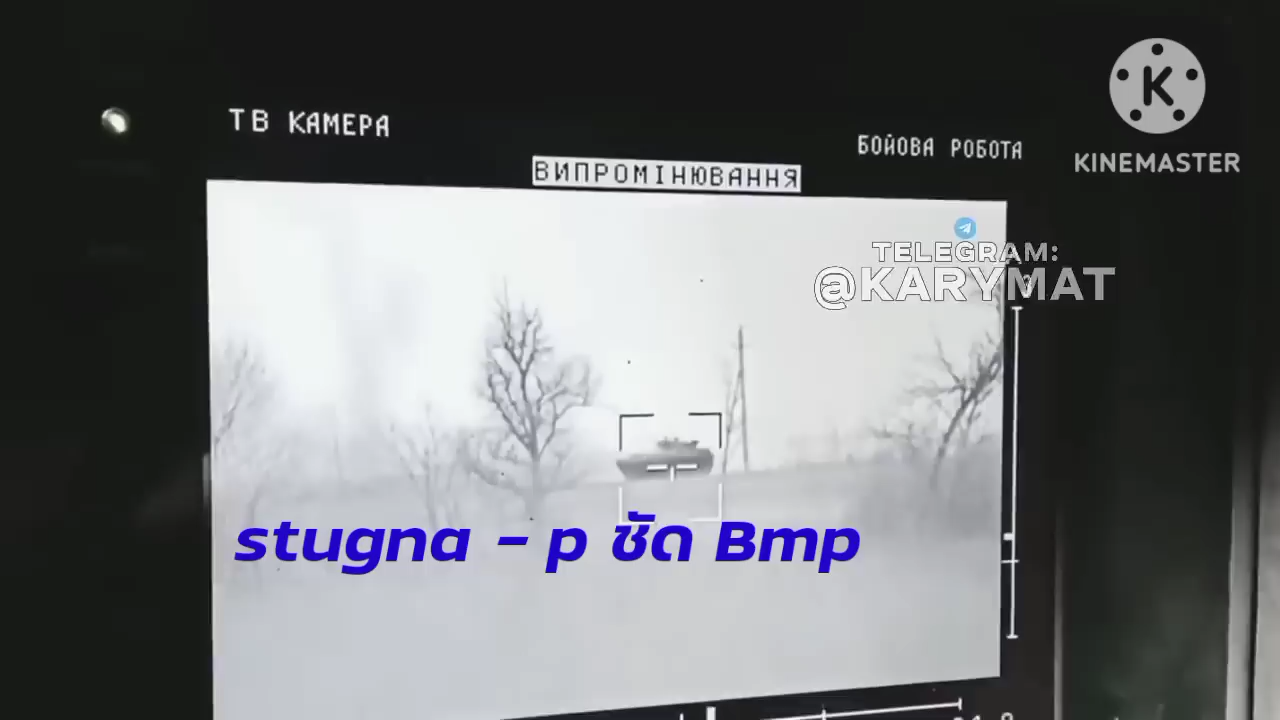 ТВ КАМЕРА
БОЙОВА РОБОТА
ВИПРОМІНЮВАННЯ
KINEMASTER
TELEGRAM:
@KARYMAT
stugna - p ซัด Bmp